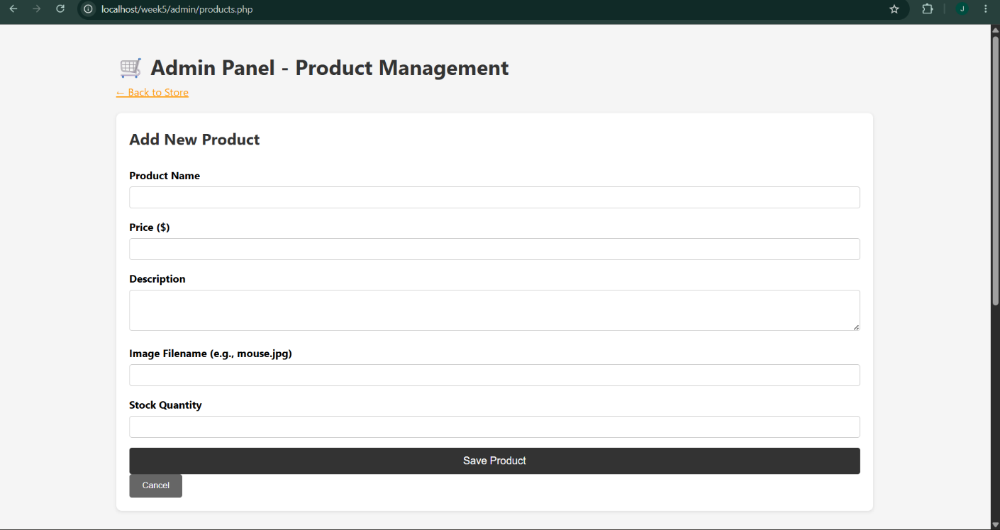 localhost/week5/admin/products.php
J
🛒 Admin Panel - Product Management
← Back to Store
Add New Product
Product Name
Price ($)
Description
Image Filename (e.g., mouse.jpg)
Stock Quantity
Save Product
Cancel